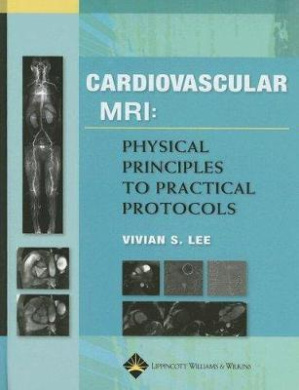 CARDIOVASCULAR
MRI:
PHYSICAL
PRINCIPLES
TO PRACTICAL
PROTOCOLS
VIVIAN S. LEE
LIPPINCOTT WILLIAMS & WILKINS